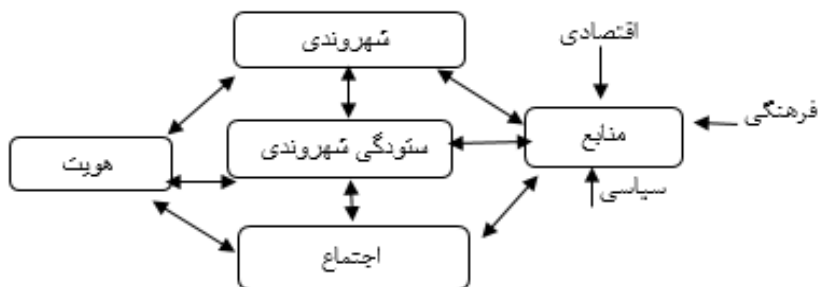 شهروندی
اقتصادی
فرهنگی
منابع
ستودگی شهروندی
هویت
سیاسی
اجتماع